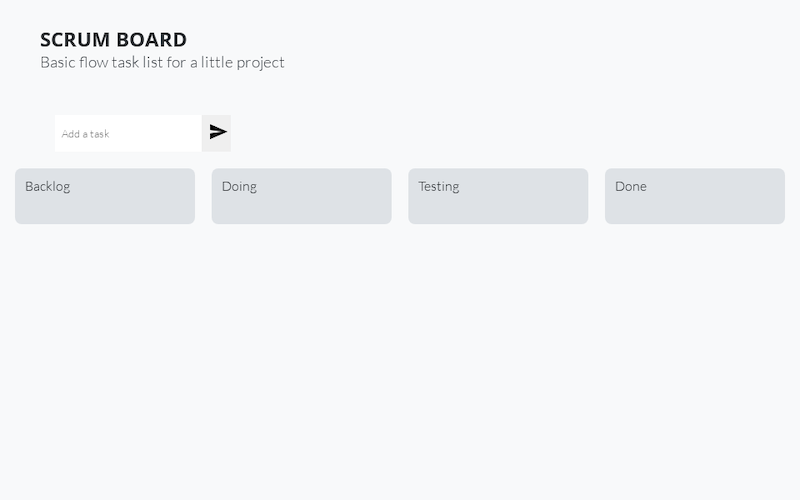 SCRUM BOARD
Basic flow task list for a little project
Add a task
Backlog
Doing
Testing
Done